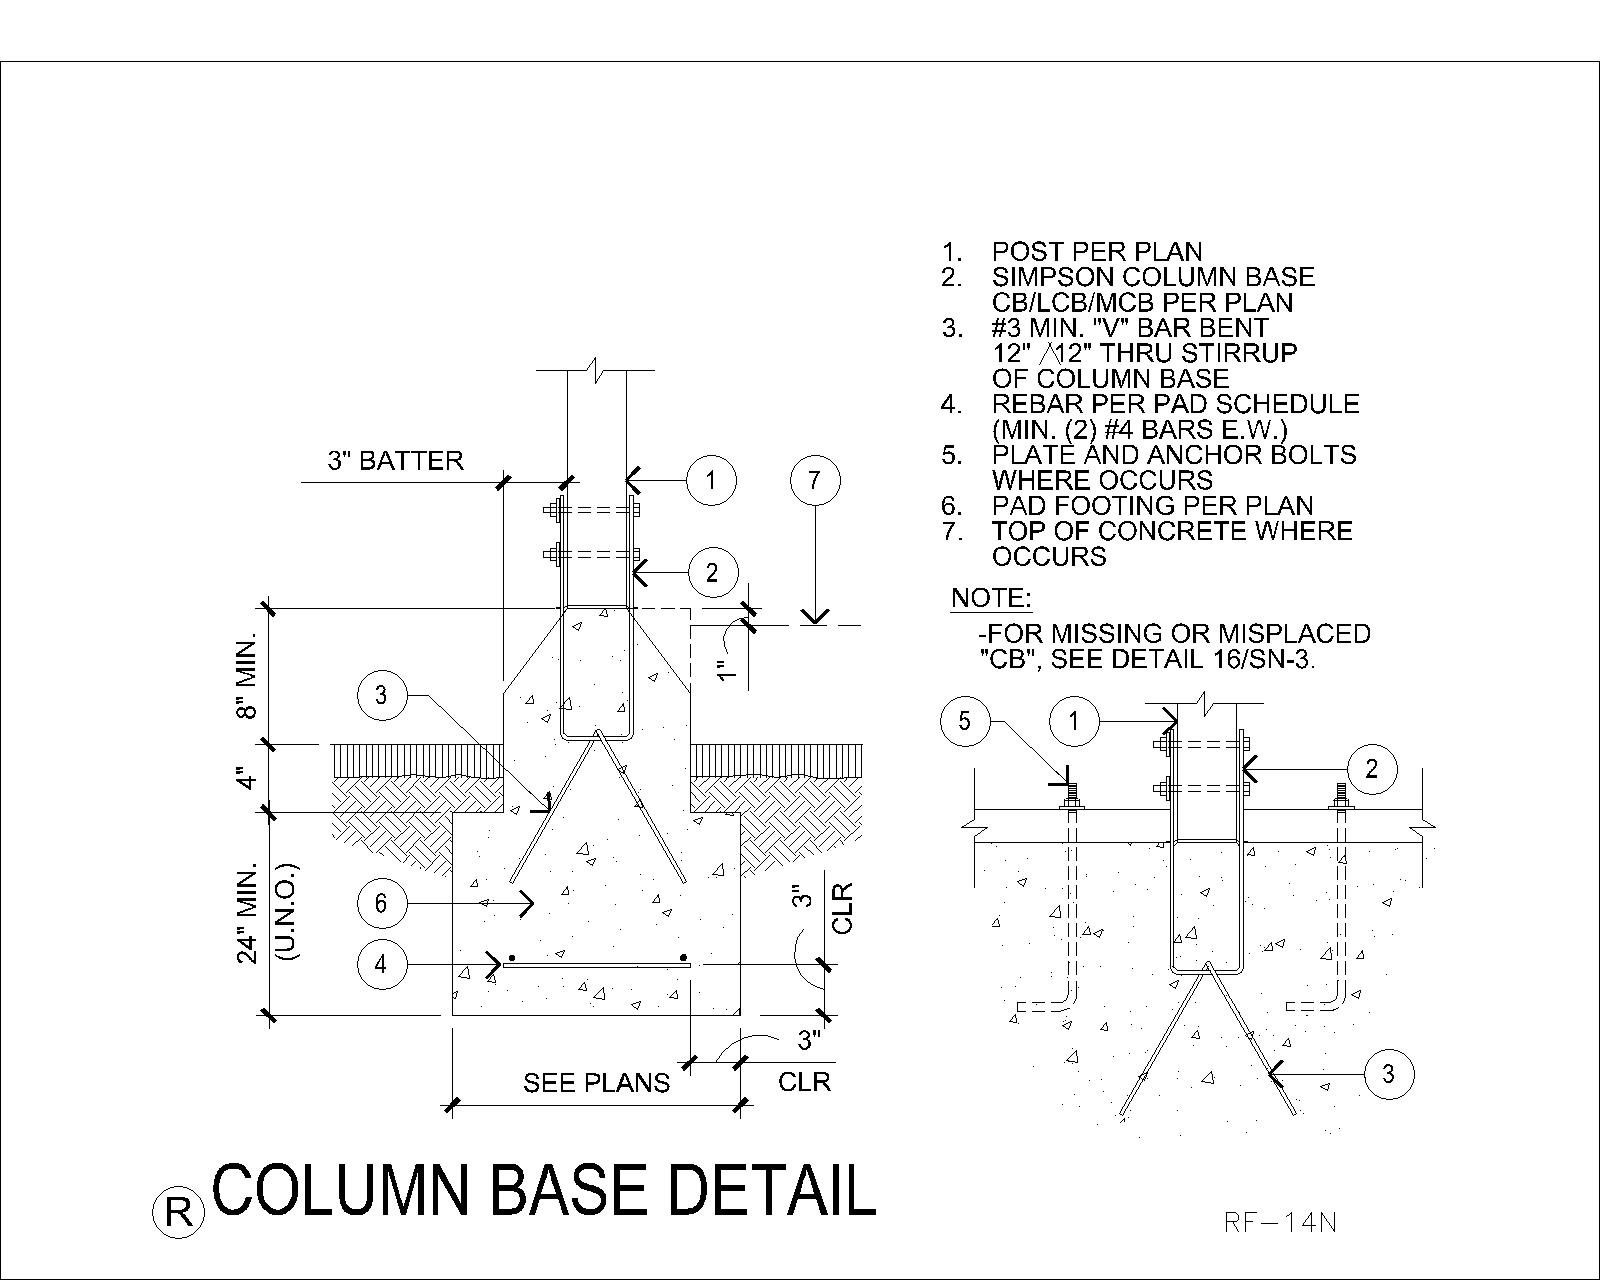 1. POST PER PLAN
2. SIMPSON COLUMN BASE
CB/LCB/MCB PER PLAN
3. #3 MIN. "V" BAR BENT
12" /\12" THRU STIRRUP
OF COLUMN BASE
4. REBAR PER PAD SCHEDULE
(MIN. (2) #4 BARS E.W.)
5. PLATE AND ANCHOR BOLTS
WHERE OCCURS
6. PAD FOOTING PER PLAN
7. TOP OF CONCRETE WHERE
OCCURS
NOTE:
-FOR MISSING OR MISPLACED
"CB", SEE DETAIL 16/SN-3.
3" BATTER
1
7
2
8" MIN.
1"
3
4"
24" MIN.
(U.N.O.)
6
4
3"
CLR
3"
CLR
SEE PLANS
5
1
2
3
R COLUMN BASE DETAIL
RF-14N